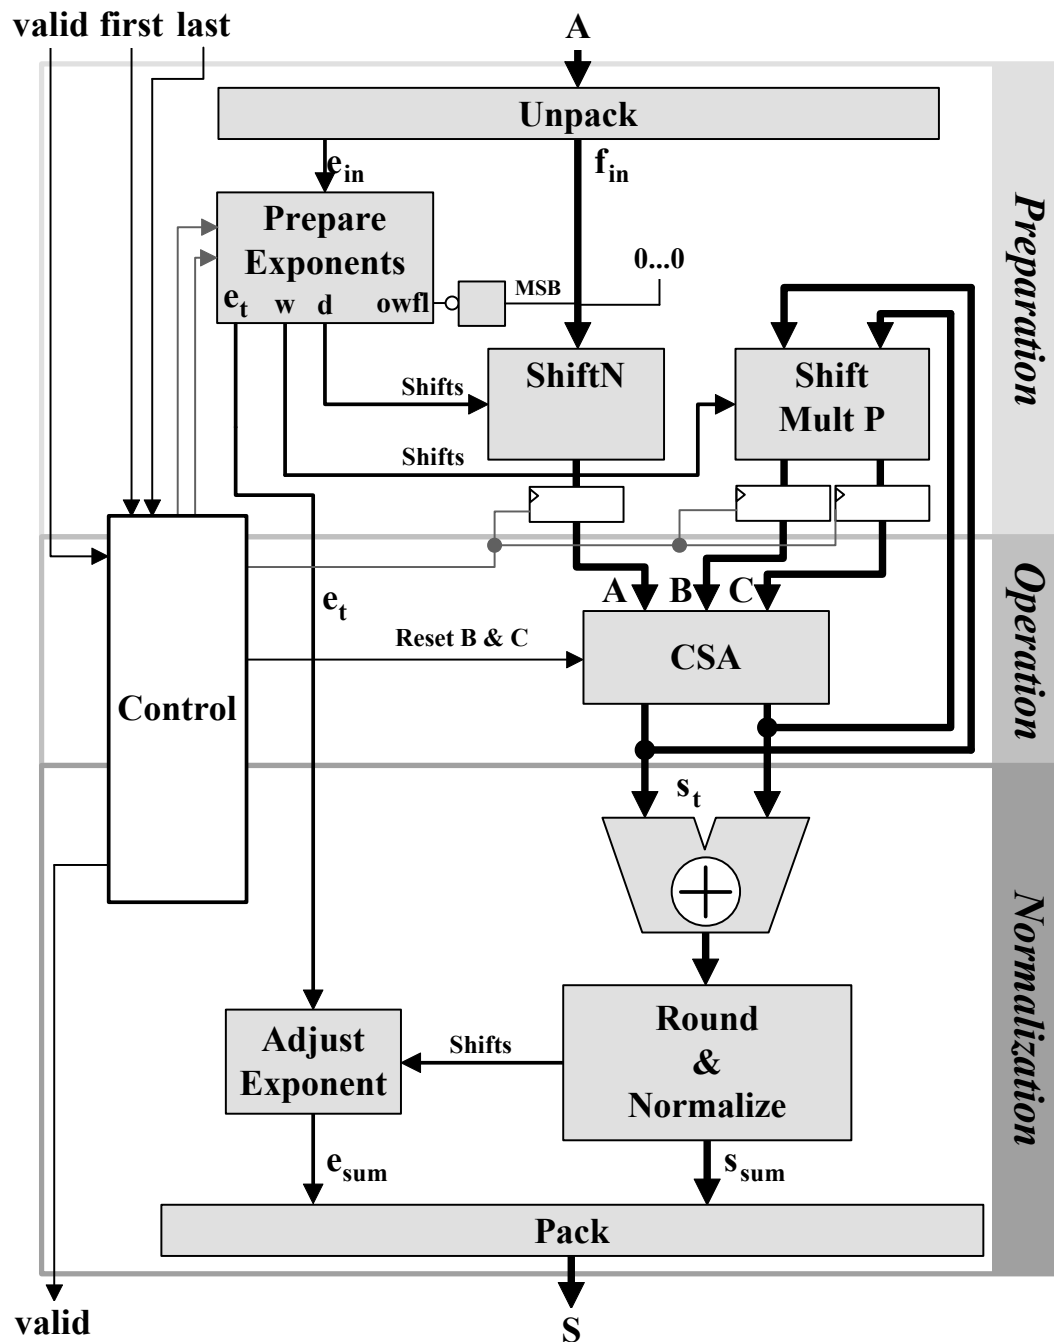 valid first last
A
Unpack
e_in
f_in
Prepare
Exponents
e_t w d owfl
MSB
0...0
ShiftN
Shift
Mult P
Shifts
Shifts
Preparation
A B C
e_t
Reset B & C
CSA
Control
Operation
s_t
Round
&
Normalize
Adjust
Exponent
Shifts
e_sum
s_sum
Normalization
Pack
valid
S